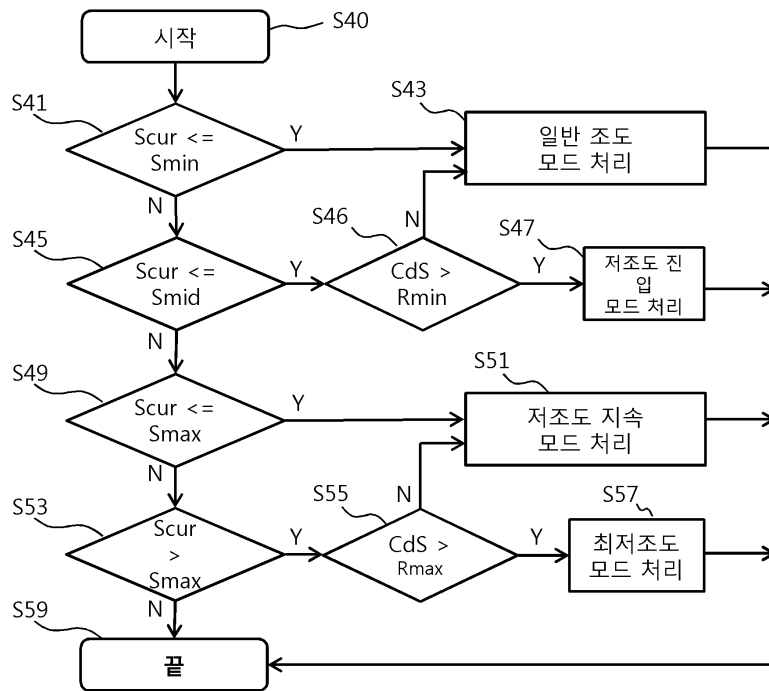 시작
S40
S41
Scur <=
Smin
Y
N
S43
일반 조도
모드 처리
S45
Scur <=
Smid
Y
N
S46
CdS >
Rmin
N
Y
S47
저조도 진
입
모드 처리
S49
Scur <=
Smax
Y
N
S51
저조도 지속
모드 처리
S53
Scur
>
Smax
Y
N
S55
CdS >
Rmax
N
Y
S57
최저조도
모드 처리
S59
끝